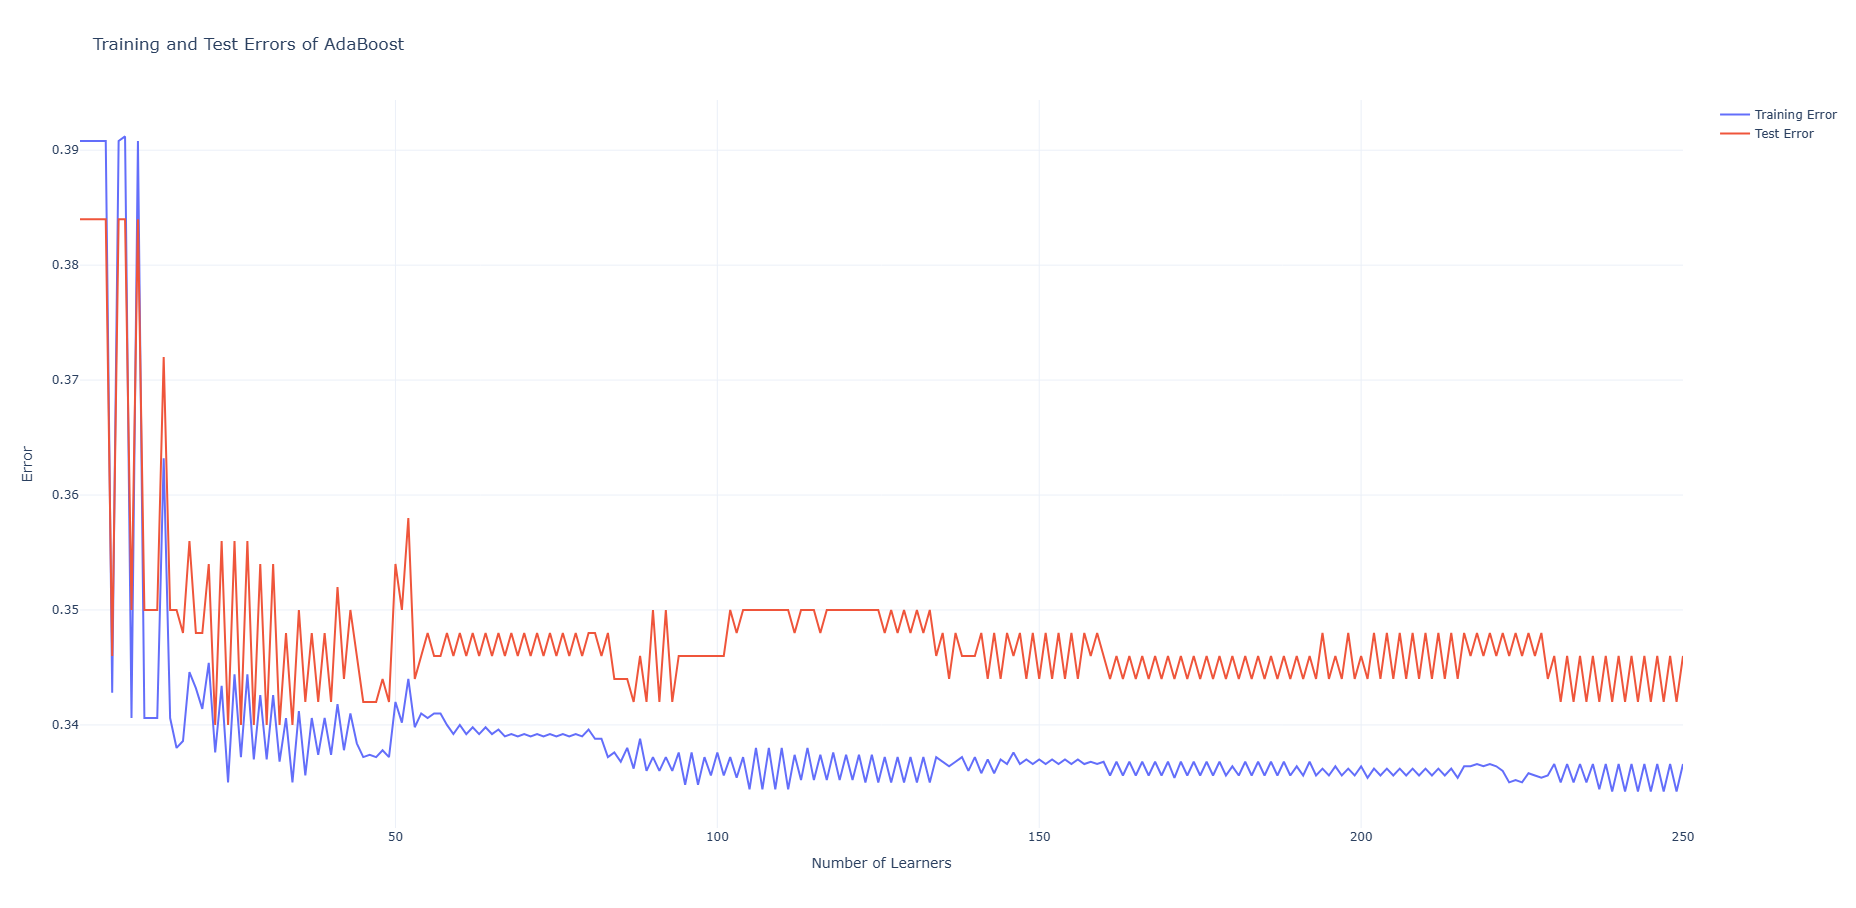 Training and Test Errors of AdaBoost
Training Error
Test Error
0.39
0.38
0.37
0.36
0.35
0.34
Error
50
100
150
200
250
Number of Learners